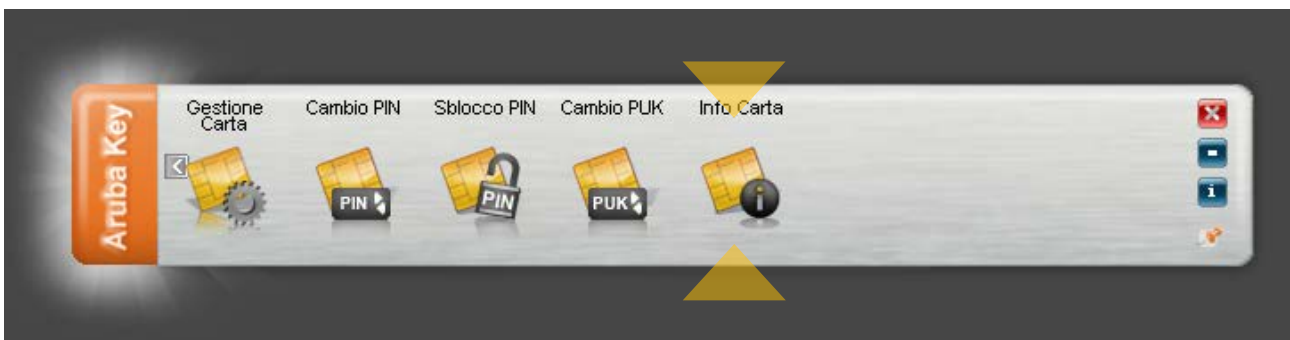 Aruba Key
Gestione
Carta
Cambio PIN
Sblocco PIN
Cambio PUK
Info Carta
PIN
PIN
PUK
i
i